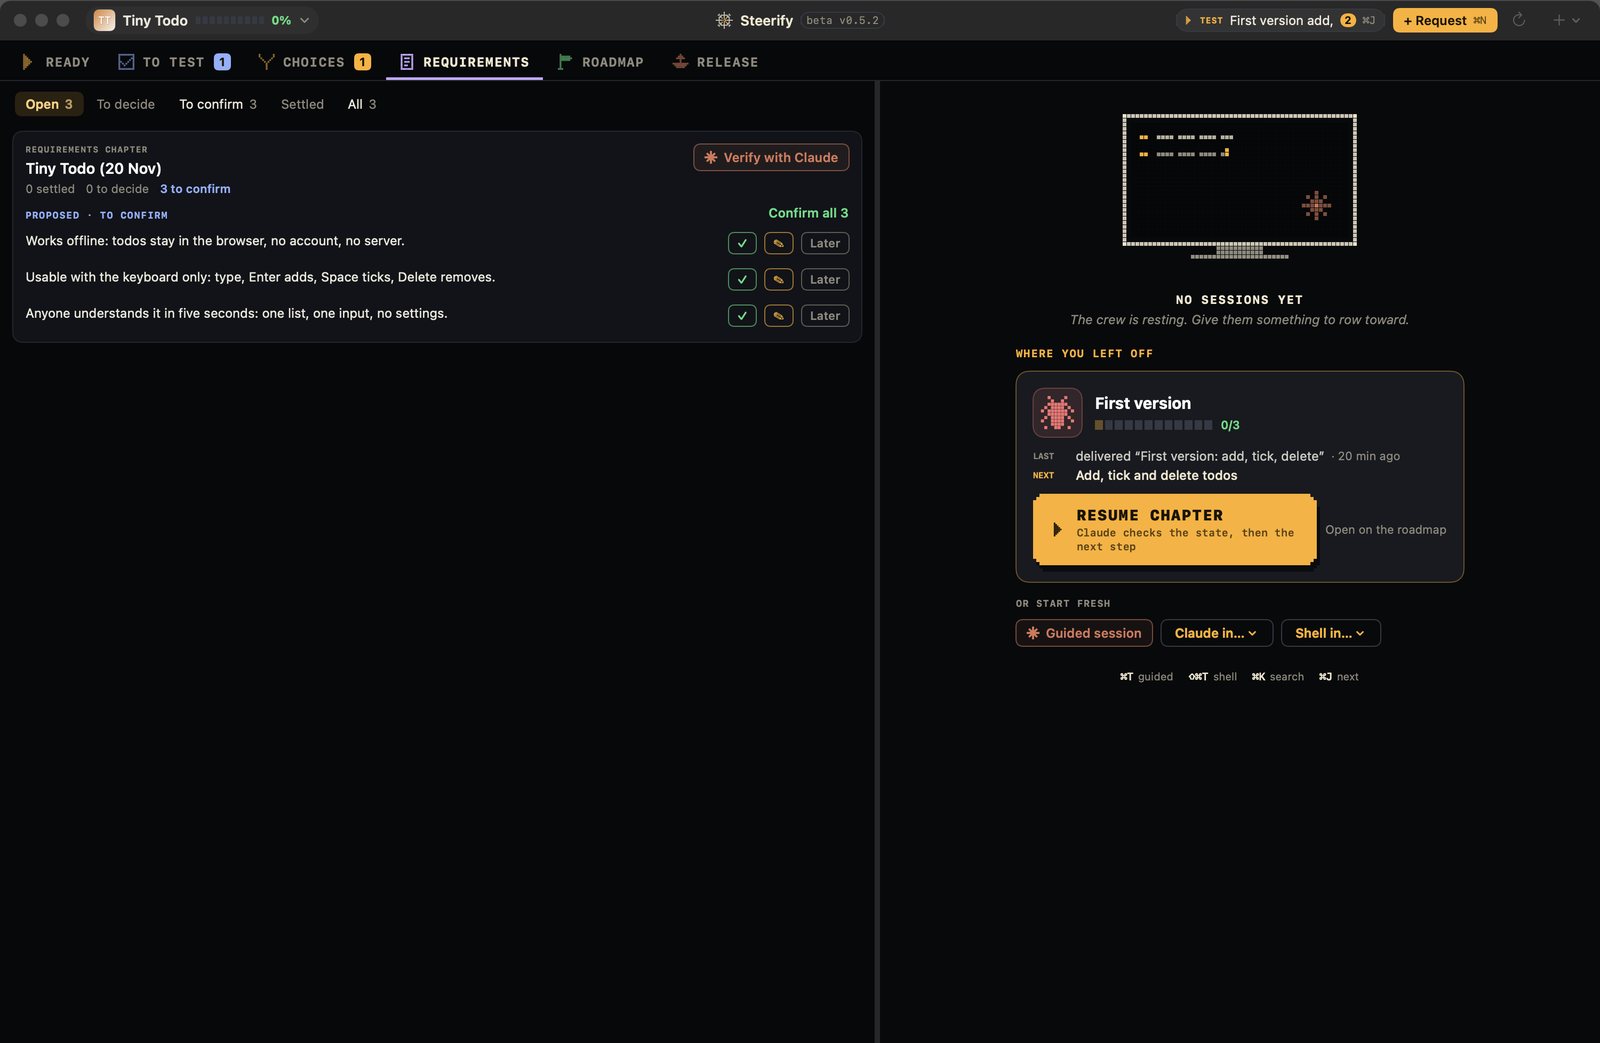 TT Tiny Todo 0%
Steerify beta v0.5.2
TEST First version add, 2 ⌘J
+ Request ⌘N
READY
TO TEST 1
CHOICES 1
REQUIREMENTS
ROADMAP
RELEASE
Open 3 To decide To confirm 3 Settled All 3
REQUIREMENTS CHAPTER
Tiny Todo (20 Nov)
0 settled 0 to decide 3 to confirm
Verify with Claude
PROPOSED · TO CONFIRM
Confirm all 3
Works offline: todos stay in the browser, no account, no server.
Later
Usable with the keyboard only: type, Enter adds, Space ticks, Delete removes.
Later
Anyone understands it in five seconds: one list, one input, no settings.
Later
NO SESSIONS YET
The crew is resting. Give them something to row toward.
WHERE YOU LEFT OFF
First version
0/3
LAST delivered “First version: add, tick, delete” · 20 min ago
NEXT Add, tick and delete todos
RESUME CHAPTER
Claude checks the state, then the
next step
Open on the roadmap
OR START FRESH
Guided session
Claude in...
Shell in...
⌘T guided ⇧⌘T shell ⌘K search ⌘J next